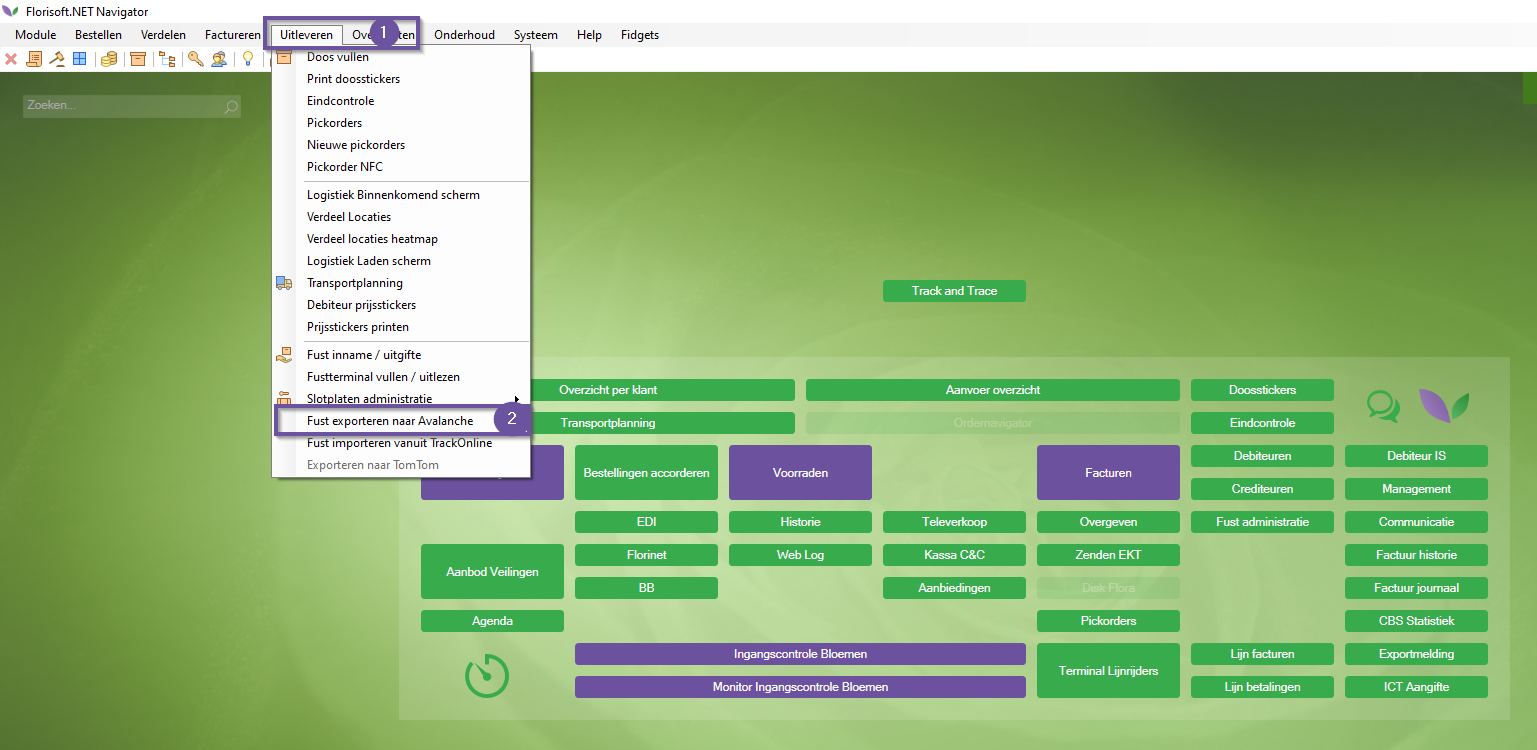 Florisoft.NET Navigator
Module Bestellen Verdelen Factureren Uitleveren 1 Onderhoud Systeem Help Fidgets
Zoeken...
Doos vullen
Print doosstickers
Eindcontrole
Pickorders
Nieuwe pickorders
Pickorder NFC
Logistiek Binnenkomend scherm
Verdeel Locaties
Verdeel locaties heatmap
Logistiek Laden scherm
Transportplanning
Debiteur prijsstickers
Prijsstickers printen
Fust inname / uitgifte
Fustterminal vullen / uitlezen
Slotplaten administratie
Fust exporteren naar Avalanche 2
Fust importeren vanuit TrackOnline
Exporteren naar TomTom
Track and Trace
Overzicht per klant Aanvoer overzicht Doosstickers
Transportplanning Ordernavigator Eindcontrole
Bestellingen accorderen Voorraden Facturen Debiteuren Debiteur IS
Crediteuren Management
EDI Historie Televerkoop Overgeven Fust administratie Communicatie
Aanbod Veilingen Florinet Web Log Kassa C&C Zenden EKT Factuur historie
BB Aanbiedingen Disk Flora Factuur journaal
Agenda Pickorders CBS Statistiek
Ingangscontrole Bloemen Terminal Lijnrijders Lijn facturen Exportmelding
Monitor Ingangscontrole Bloemen Lijn betalingen ICT Aangifte